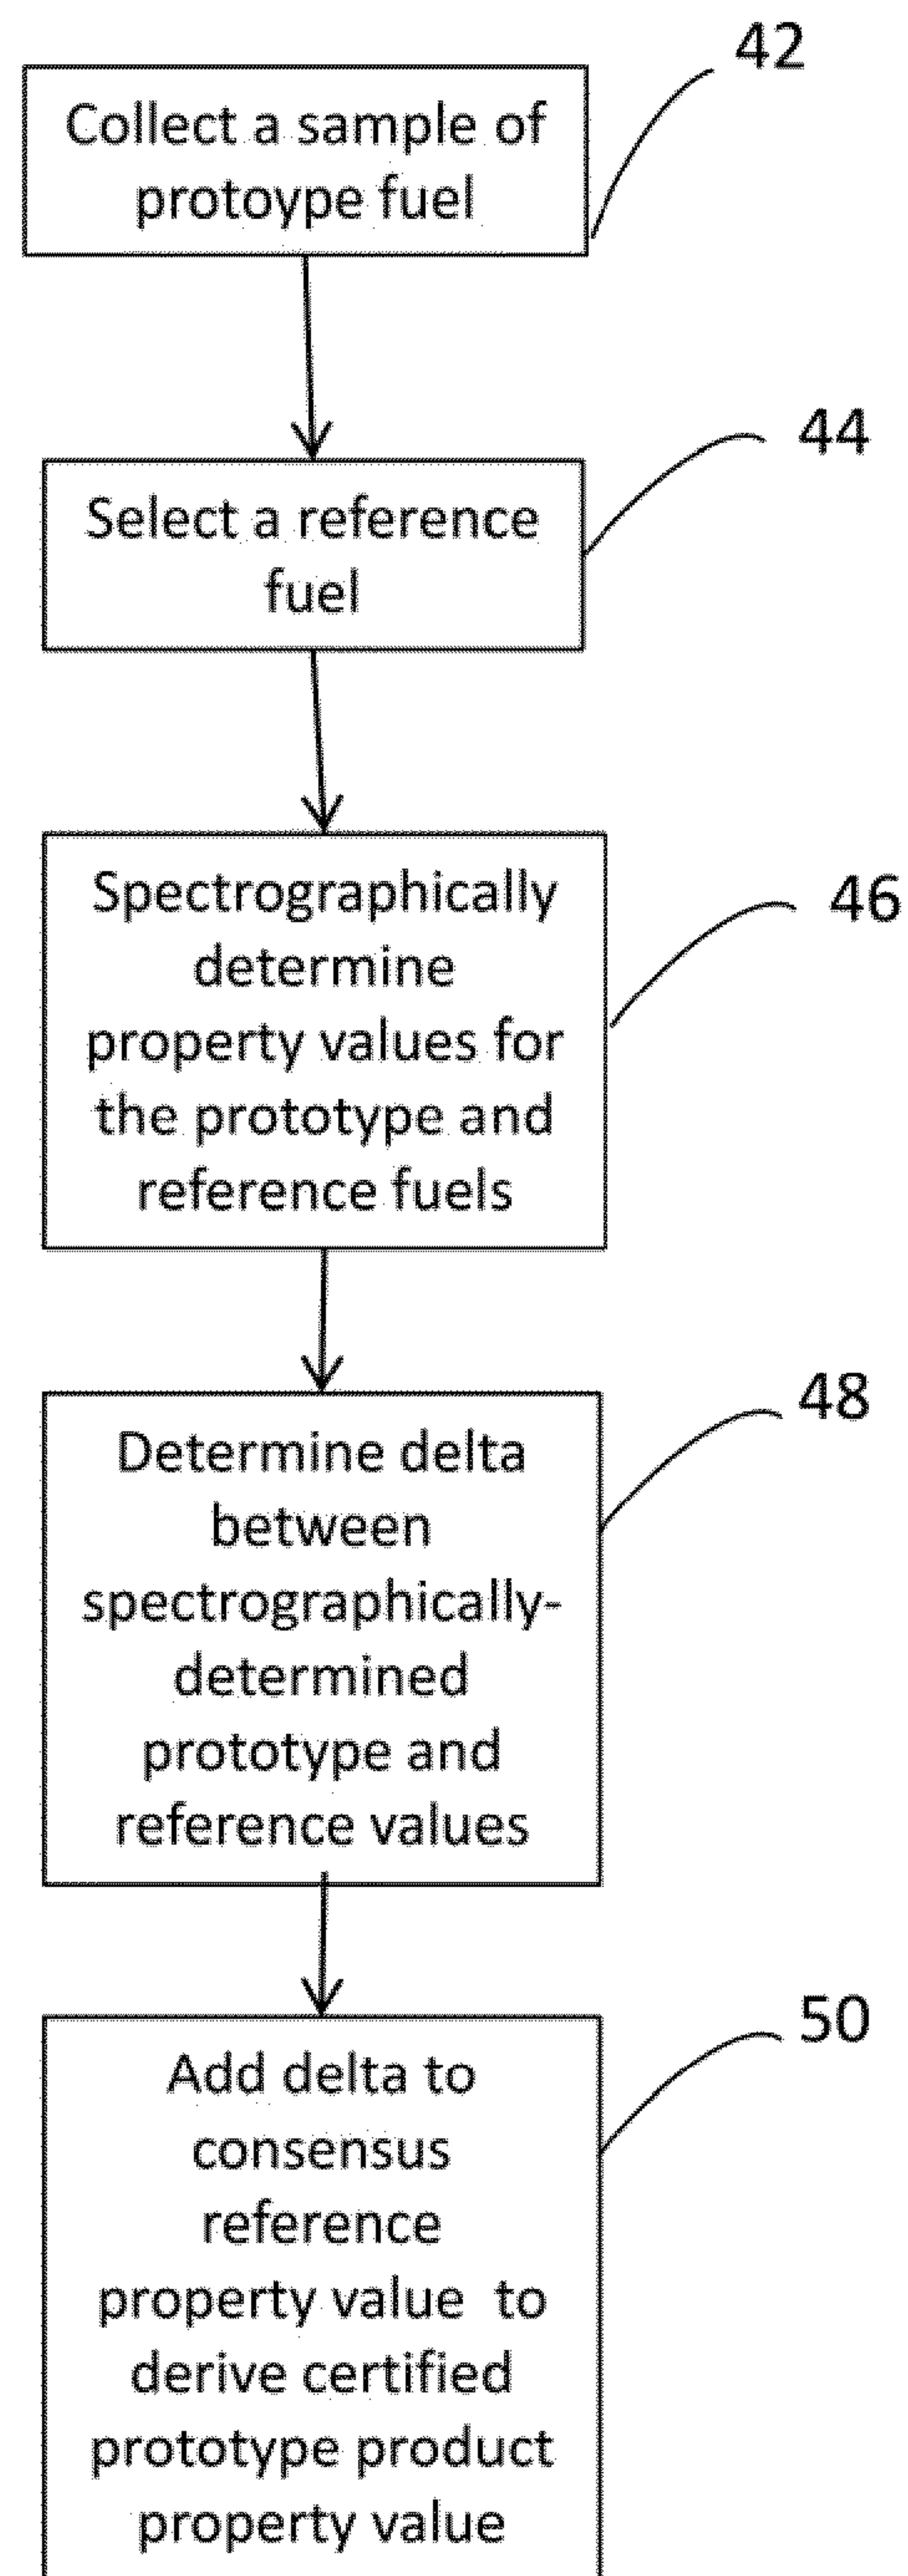 42
Collect a sample of
protoype fuel
44
Select a reference
fuel
46
Spectrographically
determine
property values for
the prototype and
reference fuels
48
Determine delta
between
spectrographically-
determined
prototype and
reference values
50
Add delta to
consensus
reference
property value to
derive certified
prototype product
property value